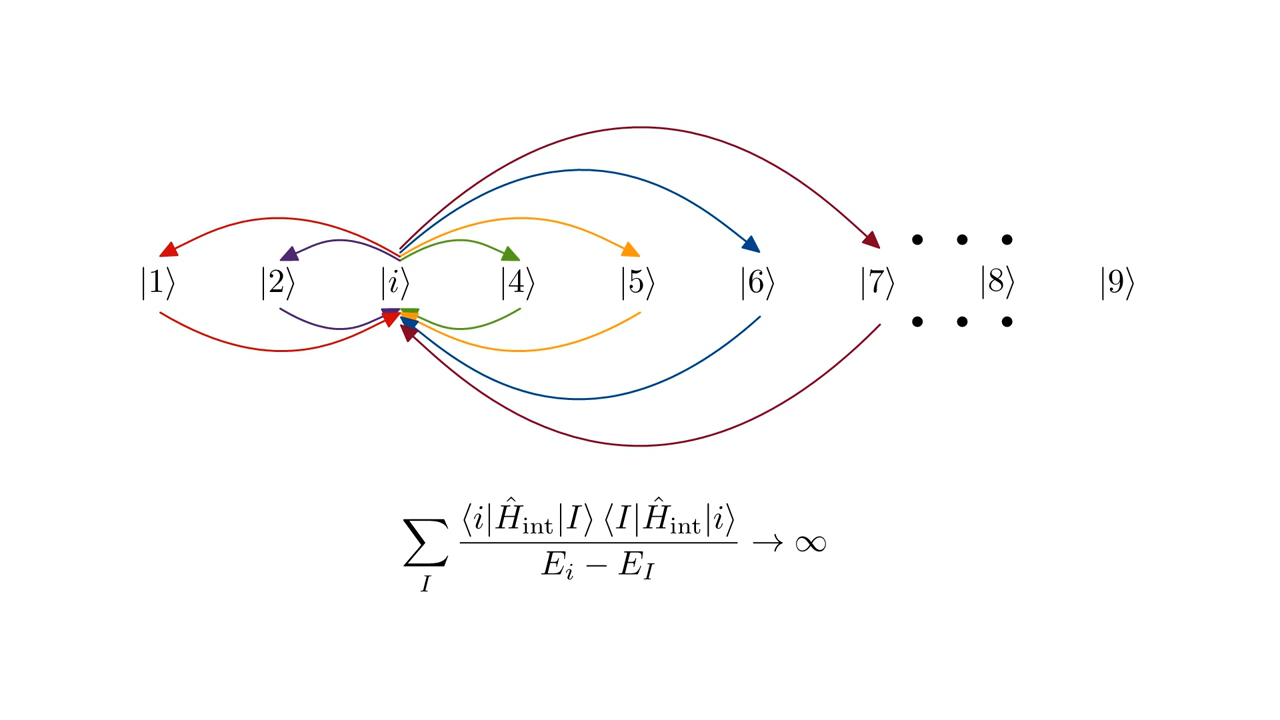 |1⟩ |2⟩ |i⟩ |4⟩ |5⟩ |6⟩ |7⟩ |8⟩ |9⟩
∑_I ⟨i|Ĥ_int|I⟩ ⟨I|Ĥ_int|i⟩ / (E_i − E_I) → ∞